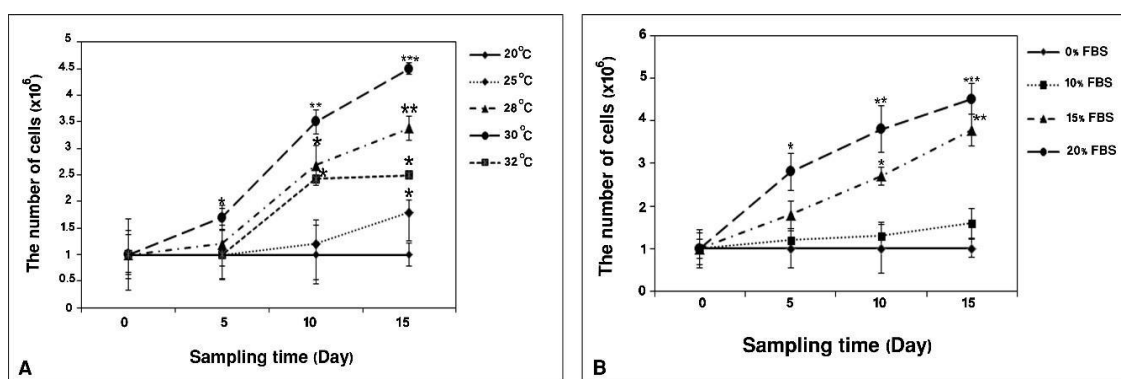 The number of cells (x10⁶)
5
4.5
4
3.5
3
2.5
2
1.5
1
0.5
0
0 5 10 15
Sampling time (Day)
A
*
**
*
*
***
**
*
*
20°C
25°C
28°C
30°C
32°C
The number of cells (x10⁶)
6
5
4
3
2
1
0
0 5 10 15
Sampling time (Day)
B
*
**
*
***
**
0% FBS
10% FBS
15% FBS
20% FBS